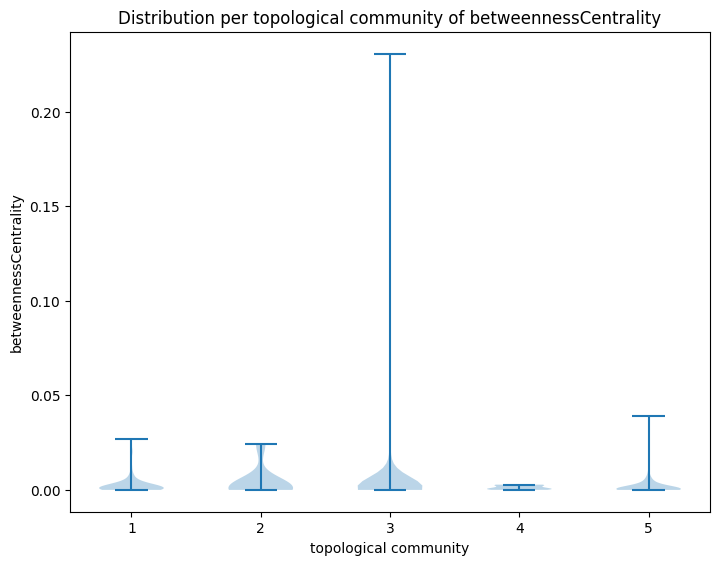 Distribution per topological community of betweennessCentrality
betweennessCentrality
0.20
0.15
0.10
0.05
0.00
1 2 3 4 5
topological community